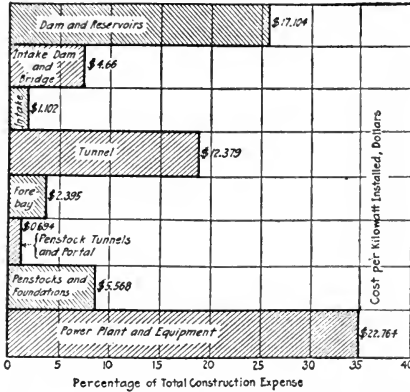 Dam and Reservoirs
$17.104
Intake Dam
and
Bridge
$4.66
Intake
$1.102
Tunnel
$12.379
Fore-
bay
$2.395
$0.694
Penstock Tunnels
and Portal
Penstocks and
Foundations
$5.568
Power Plant and Equipment
$22.764
Cost per Kilowatt Installed, Dollars
0 5 10 15 20 25 30 35 40
Percentage of Total Construction Expense